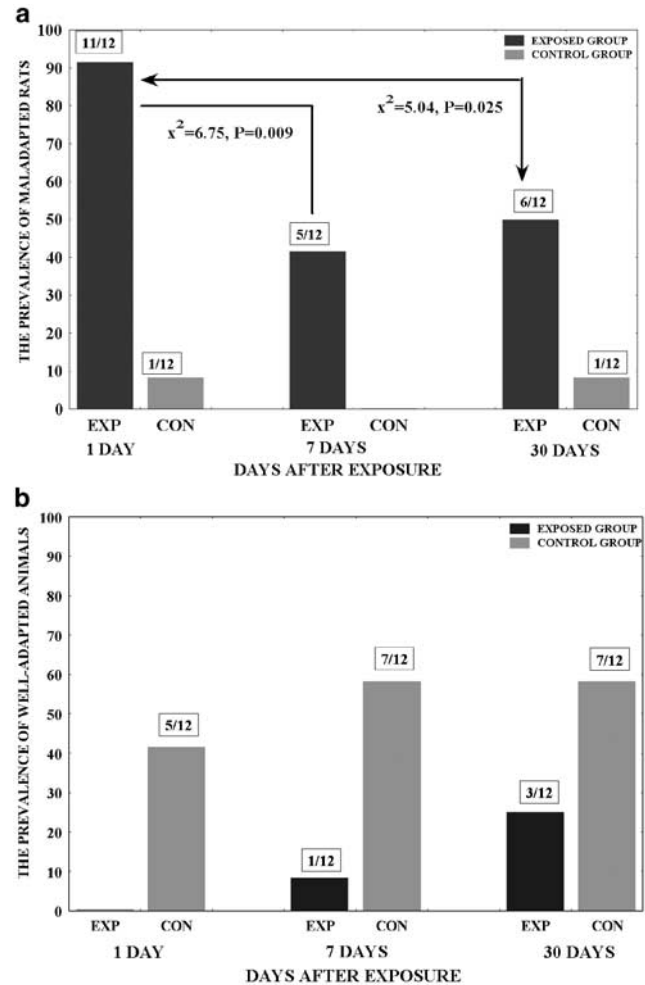 a
THE PREVALENCE OF MALADAPTED RATS
100
90
80
70
60
50
40
30
20
10
0
11/12
EXPOSED GROUP
CONTROL GROUP
x²=5.04, P=0.025
x²=6.75, P=0.009
5/12
6/12
1/12
1/12
EXP CON EXP EXP CON
1 DAY 7 DAYS 30 DAYS
DAYS AFTER EXPOSURE
b
THE PREVALENCE OF WELL-ADAPTED ANIMALS
100
90
80
70
60
50
40
30
20
10
0
EXPOSED GROUP
CONTROL GROUP
5/12
7/12
7/12
1/12
3/12
EXP CON EXP CON EXP CON
1 DAY 7 DAYS 30 DAYS
DAYS AFTER EXPOSURE